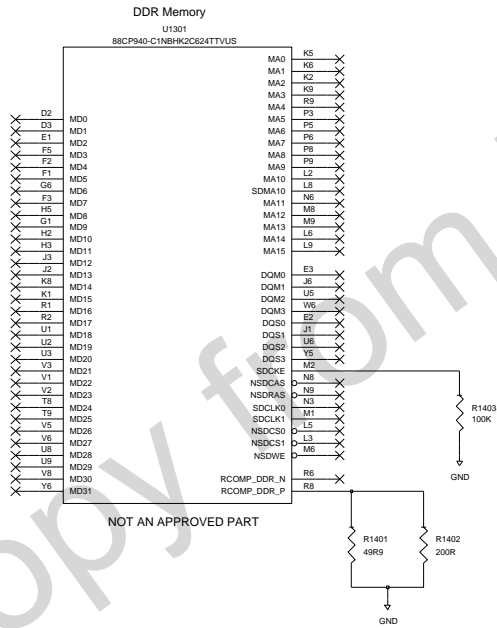 DDR Memory
U1301
88CP940-C1NBHK2C624TTVUS
D2 MD0
D3 MD1
E1 MD2
F5 MD3
F2 MD4
F1 MD5
G6 MD6
F3 MD7
H5 MD8
G1 MD9
H2 MD10
H3 MD11
J3 MD12
J2 MD13
K8 MD14
K1 MD15
R1 MD16
R2 MD17
U1 MD18
U2 MD19
U3 MD20
V3 MD21
V1 MD22
V2 MD23
T8 MD24
T9 MD25
V5 MD26
V6 MD27
U8 MD28
U9 MD29
V8 MD30
Y6 MD31
MA0 K5
MA1 K6
MA2 K2
MA3 K9
MA4 R9
MA5 P3
MA6 P5
MA7 P6
MA8 P8
MA9 P9
MA10 L2
SDMA10 L8
MA11 N6
MA12 M8
MA13 M9
MA14 L6
MA15 L9
DQM0 E3
DQM1 J6
DQM2 U5
DQM3 W6
DQS0 E2
DQS1 J1
DQS2 U6
DQS3 Y5
SDCKE M2
NSDCAS N8
NSDRAS N9
SDCLK0 N3
SDCLK1 M1
NSDCS0 L5
NSDCS1 L3
NSDWE M6
RCOMP_DDR_N R6
RCOMP_DDR_P R8
R1403
100K
GND
NOT AN APPROVED PART
R1401
49R9
R1402
200R
GND
opy from